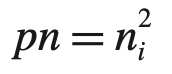 pn = n_i^2